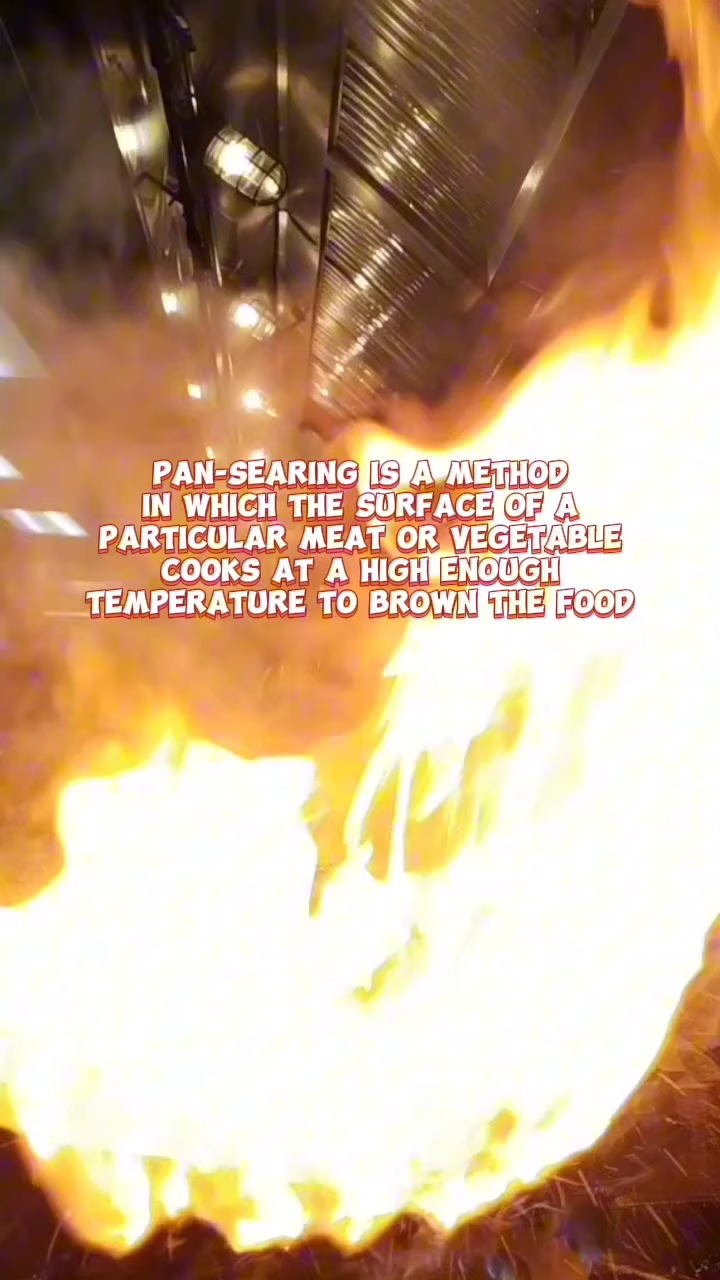 PAN-SEARING IS A METHOD
IN WHICH THE SURFACE OF A
PARTICULAR MEAT OR VEGETABLE
COOKS AT A HIGH ENOUGH
TEMPERATURE TO BROWN THE FOOD